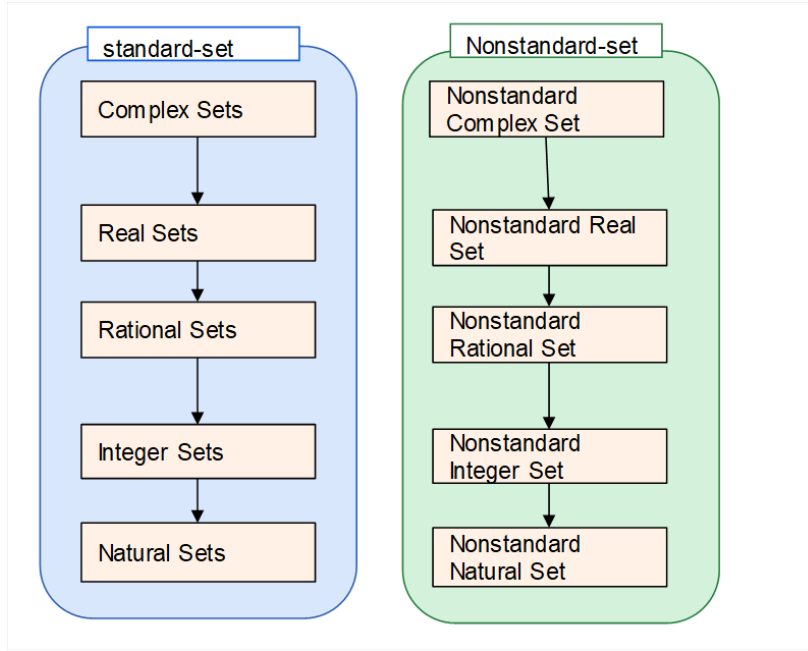 standard-set
Complex Sets
Real Sets
Rational Sets
Integer Sets
Natural Sets
Nonstandard-set
Nonstandard
Complex Set
Nonstandard Real
Set
Nonstandard
Rational Set
Nonstandard
Integer Set
Nonstandard
Natural Set